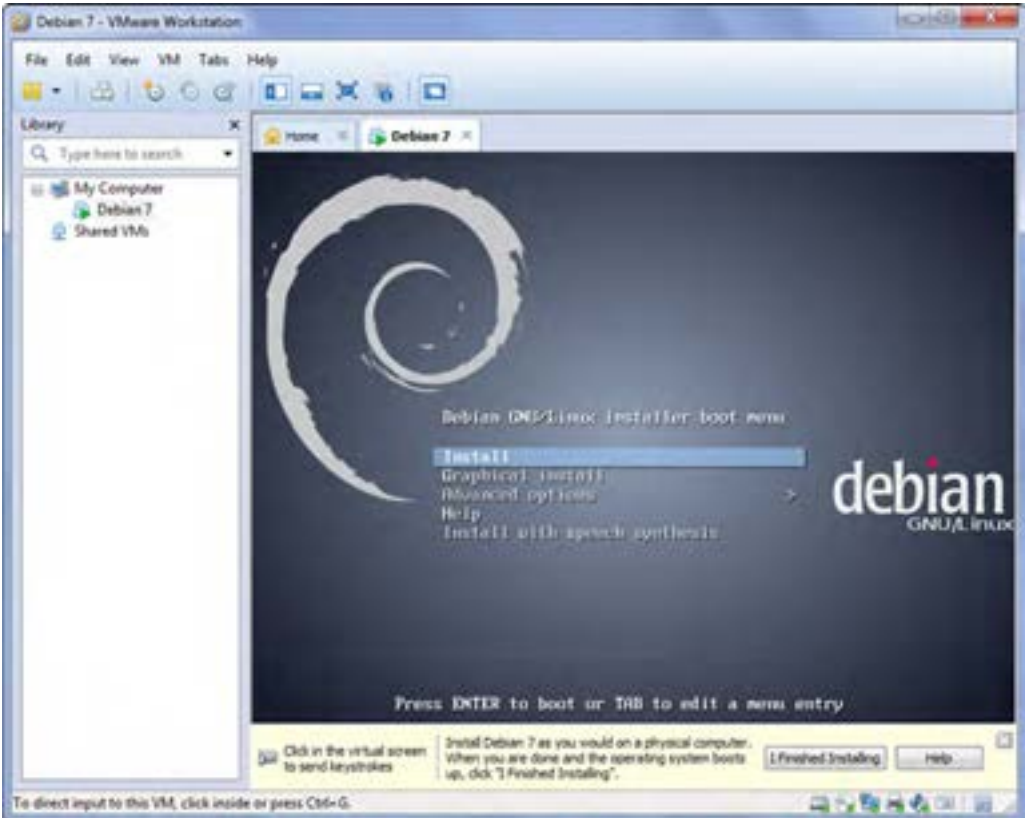 Debian 7 - VMware Workstation
File Edit View VM Tabs Help
Library
Type here to search
My Computer
Debian 7
Shared VMs
Home
Debian 7
Debian GNU/Linux installer boot menu
Install
Graphical install
Advanced options >
Help
Install with speech synthesis
debian
GNU/Linux
Press ENTER to boot or TAB to edit a menu entry
Click in the virtual screen
to send keystrokes
Install Debian 7 as you would on a physical computer.
When you are done and the operating system boots
up, click "I Finished Installing".
I Finished Installing
Help
To direct input to this VM, click inside or press Ctrl+G.